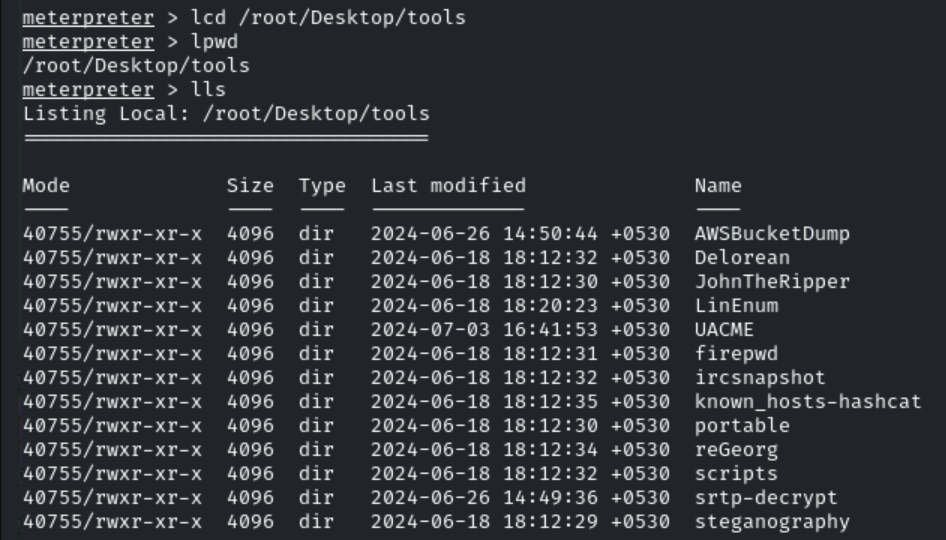 meterpreter > lcd /root/Desktop/tools
meterpreter > lpwd
/root/Desktop/tools
meterpreter > lls
Listing Local: /root/Desktop/tools
==================================
Mode              Size  Type  Last modified              Name
----              ----  ----  -------------              ----
40755/rwxr-xr-x  4096  dir   2024-06-26 14:50:44 +0530  AWSBucketDump
40755/rwxr-xr-x  4096  dir   2024-06-18 18:12:32 +0530  Delorean
40755/rwxr-xr-x  4096  dir   2024-06-18 18:12:30 +0530  JohnTheRipper
40755/rwxr-xr-x  4096  dir   2024-06-18 18:20:23 +0530  LinEnum
40755/rwxr-xr-x  4096  dir   2024-07-03 16:41:53 +0530  UACME
40755/rwxr-xr-x  4096  dir   2024-06-18 18:12:31 +0530  firepwd
40755/rwxr-xr-x  4096  dir   2024-06-18 18:12:32 +0530  ircsnapshot
40755/rwxr-xr-x  4096  dir   2024-06-18 18:12:35 +0530  known_hosts-hashcat
40755/rwxr-xr-x  4096  dir   2024-06-18 18:12:30 +0530  portable
40755/rwxr-xr-x  4096  dir   2024-06-18 18:12:34 +0530  reGeorg
40755/rwxr-xr-x  4096  dir   2024-06-18 18:12:32 +0530  scripts
40755/rwxr-xr-x  4096  dir   2024-06-26 14:49:36 +0530  srtp-decrypt
40755/rwxr-xr-x  4096  dir   2024-06-18 18:12:29 +0530  steganography